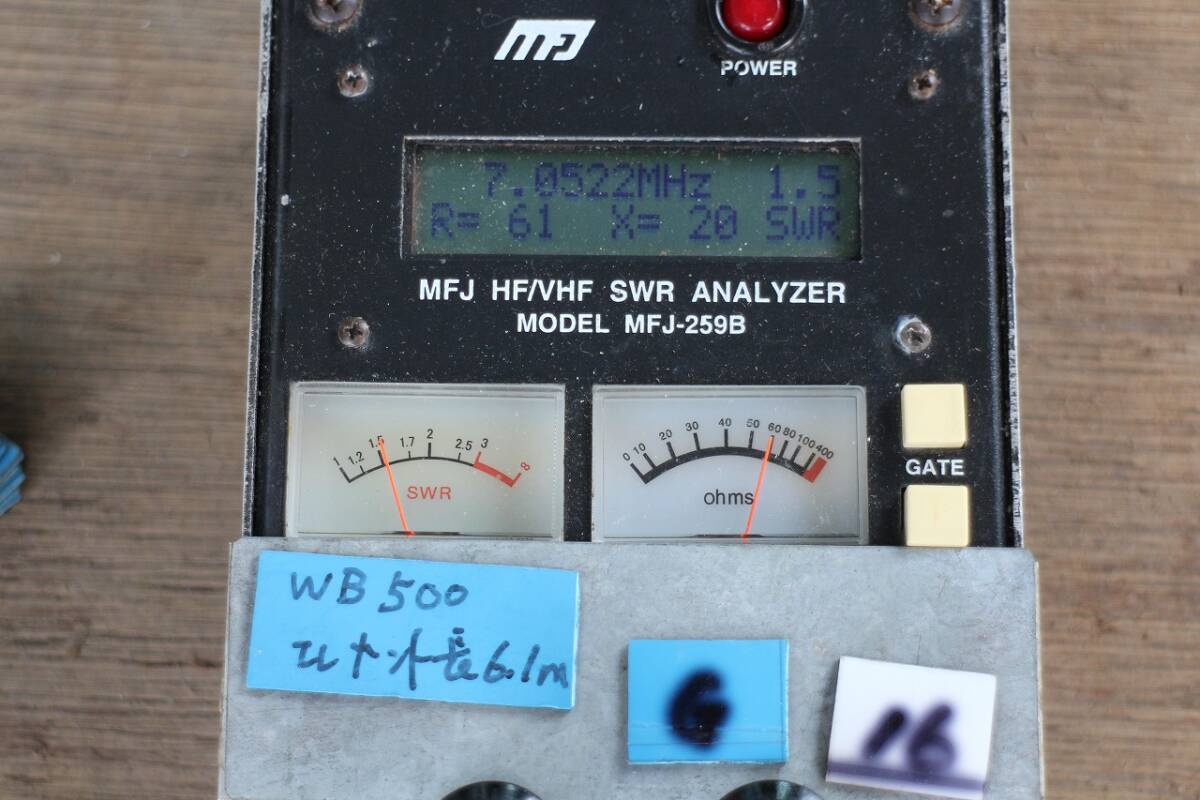 MFJ
POWER
7.0522MHz 1.5
R= 61 X= 20 SWR
MFJ HF/VHF SWR ANALYZER
MODEL MFJ-259B
1 1.2 1.5 1.7 2 2.5 3 8
SWR
0 10 20 30 40 50 60 80 100 400
ohms
GATE
WB500
エレメント長6.1m
G
16